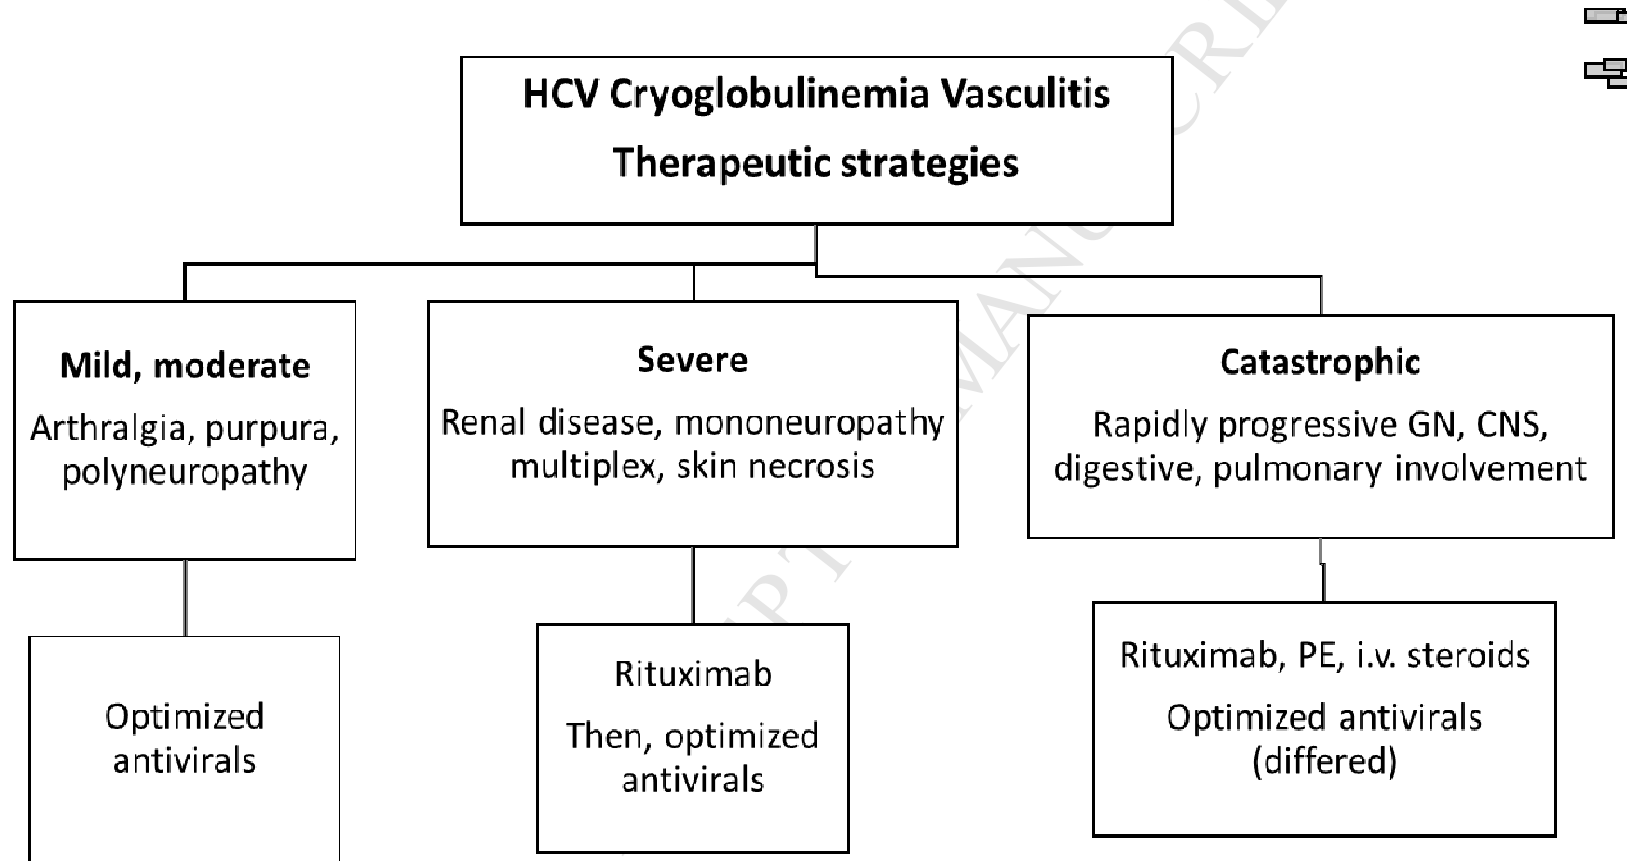 HCV Cryoglobulinemia Vasculitis
Therapeutic strategies
Mild, moderate
Arthralgia, purpura,
polyneuropathy
Severe
Renal disease, mononeuropathy
multiplex, skin necrosis
Catastrophic
Rapidly progressive GN, CNS,
digestive, pulmonary involvement
Optimized
antivirals
Rituximab
Then, optimized
antivirals
Rituximab, PE, i.v. steroids
Optimized antivirals
(differed)